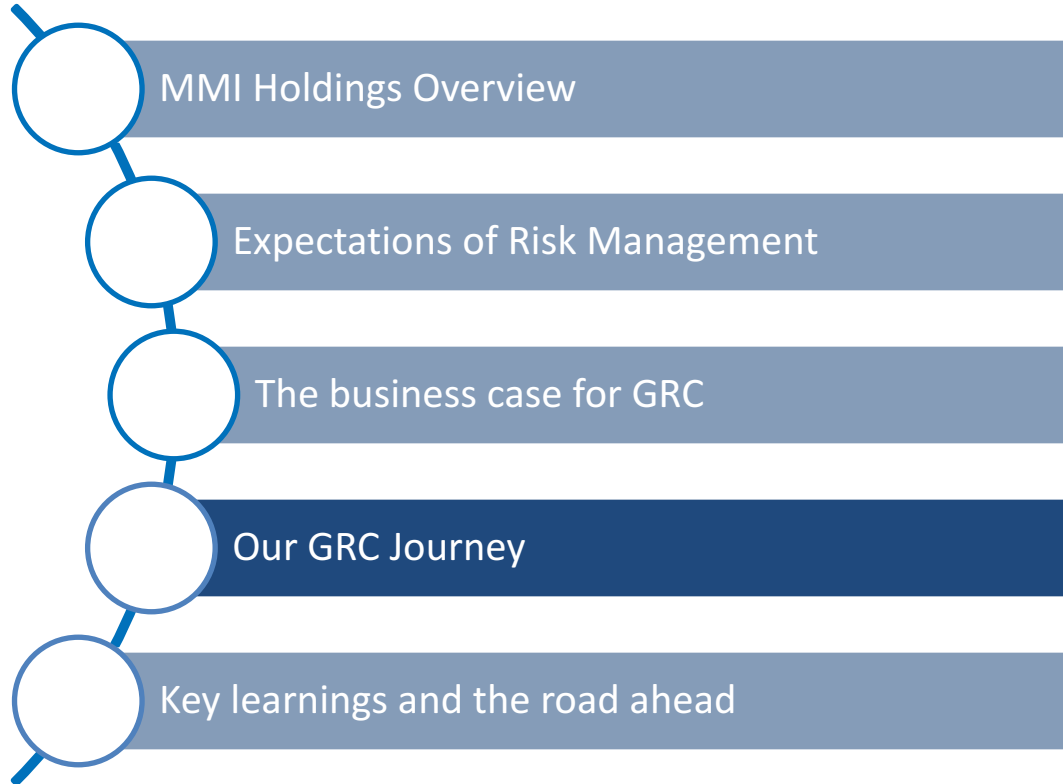 MMI Holdings Overview
Expectations of Risk Management
The business case for GRC
Our GRC Journey
Key learnings and the road ahead